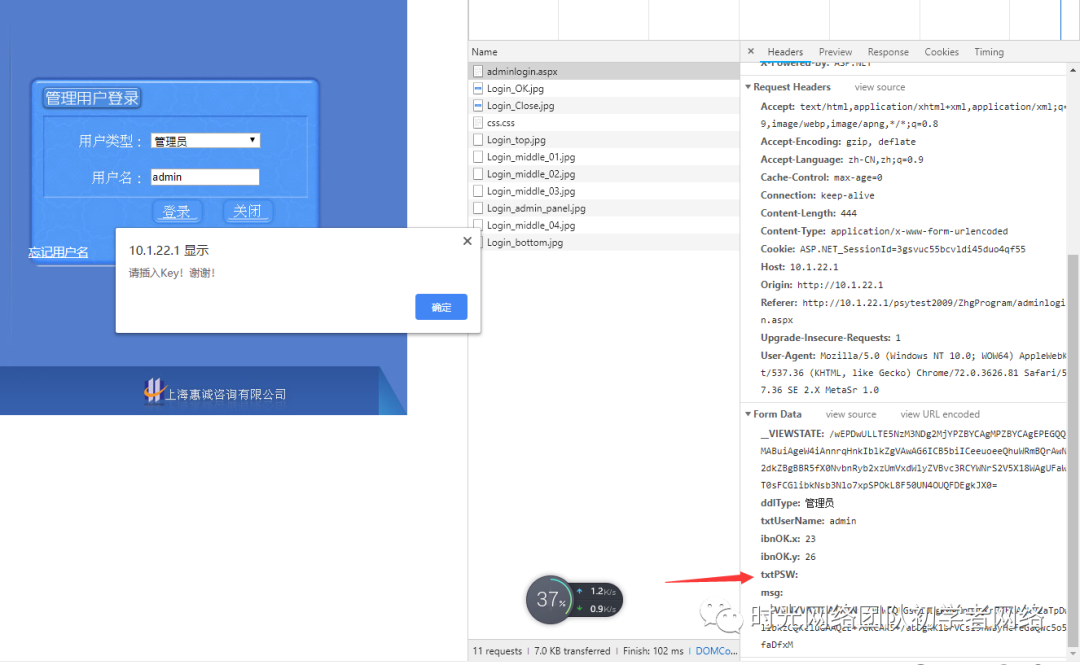 管理用户登录
用户类型：
管理员
用户名：
admin
登录
关闭
忘记用户名
10.1.22.1 显示
请插入Key！谢谢！
确定
上海惠诚咨询有限公司
Name
adminlogin.aspx
Login_OK.jpg
Login_Close.jpg
css.css
Login_top.jpg
Login_middle_01.jpg
Login_middle_02.jpg
Login_middle_03.jpg
Login_admin_panel.jpg
Login_middle_04.jpg
Login_bottom.jpg
37%
1.2K/s
0.9K/s
11 requests
7.0 KB transferred
Finish: 102 ms
DOMCo...
Headers Preview Response Cookies Timing
X-Powered-By: ASP.NET
Request Headers view source
Accept: text/html,application/xhtml+xml,application/xml;q=
9,image/webp,image/apng,*/*;q=0.8
Accept-Encoding: gzip, deflate
Accept-Language: zh-CN,zh;q=0.9
Cache-Control: max-age=0
Connection: keep-alive
Content-Length: 444
Content-Type: application/x-www-form-urlencoded
Cookie: ASP.NET_SessionId=3gsvuc55bcvldi45duo4qf55
Host: 10.1.22.1
Origin: http://10.1.22.1
Referer: http://10.1.22.1/psytest2009/ZhgProgram/adminlogi
n.aspx
Upgrade-Insecure-Requests: 1
User-Agent: Mozilla/5.0 (Windows NT 10.0; WOW64) AppleWebK
t/537.36 (KHTML, like Gecko) Chrome/72.0.3626.81 Safari/5
7.36 SE 2.X MetaSr 1.0
Form Data view source view URL encoded
__VIEWSTATE:
ddlType: 管理员
txtUserName: admin
ibnOK.x: 23
ibnOK.y: 26
txtPSW:
msg:
时光网络团队初学者网络
faDfxM